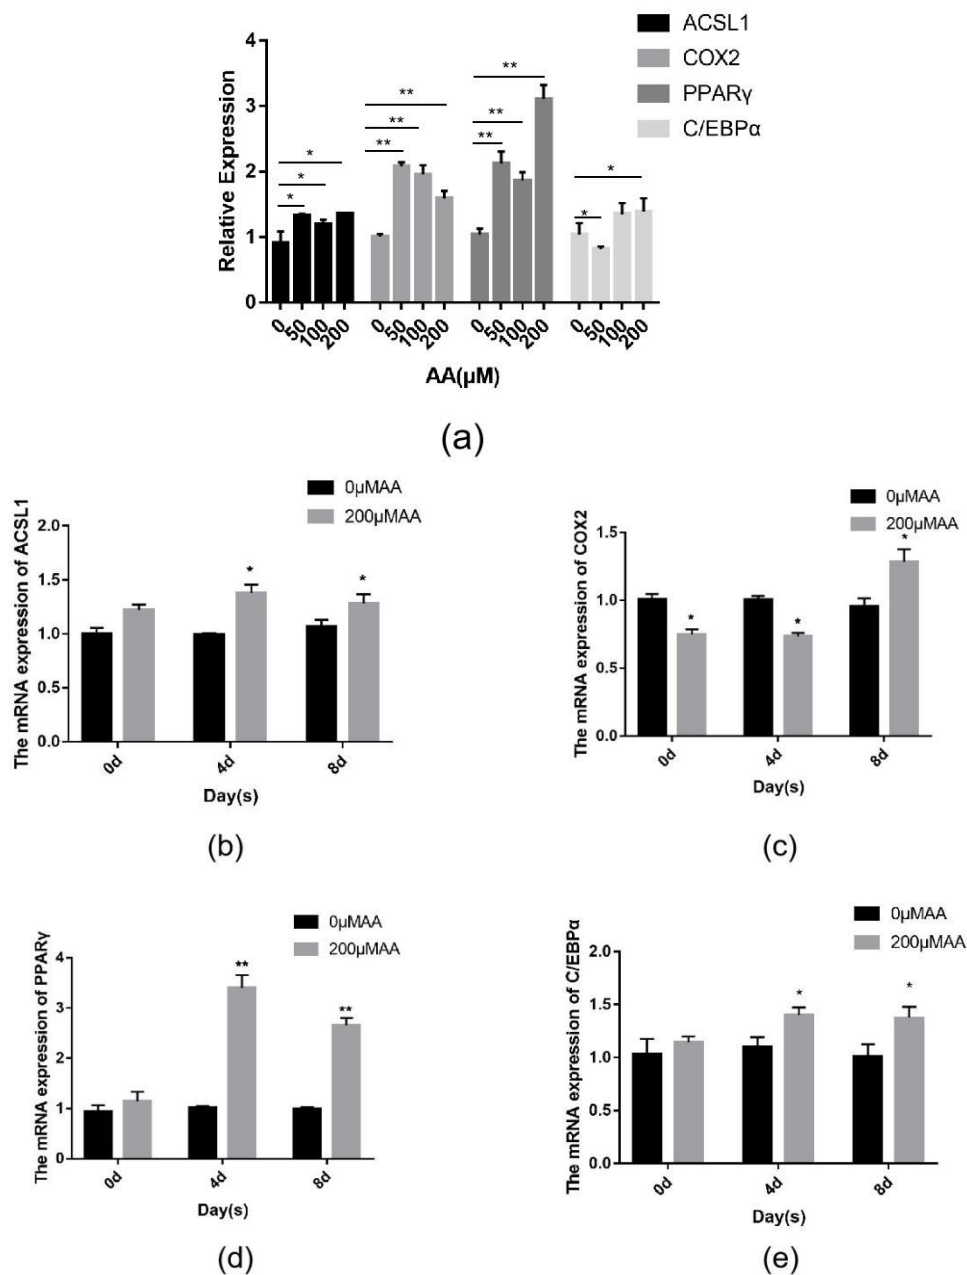 ACSL1
COX2
PPARγ
C/EBPα
Relative Expression
4
3
2
1
0
* * *
** ** **
** ** **
* *
0 50 100 200 0 50 100 200 0 50 100 200 0 50 100 200
AA(μM)
(a)
0μMAA
200μMAA
The mRNA expression of ACSL1
2.0
1.5
1.0
0.5
0.0
* *
0d 4d 8d
Day(s)
(b)
0μMAA
200μMAA
The mRNA expression of COX2
1.5
1.0
0.5
0.0
* * *
0d 4d 8d
Day(s)
(c)
0μMAA
200μMAA
The mRNA expression of PPARγ
4
3
2
1
0
** **
0d 4d 8d
Day(s)
(d)
0μMAA
200μMAA
The mRNA expression of C/EBPα
2.0
1.5
1.0
0.5
0.0
* *
0d 4d 8d
Day(s)
(e)